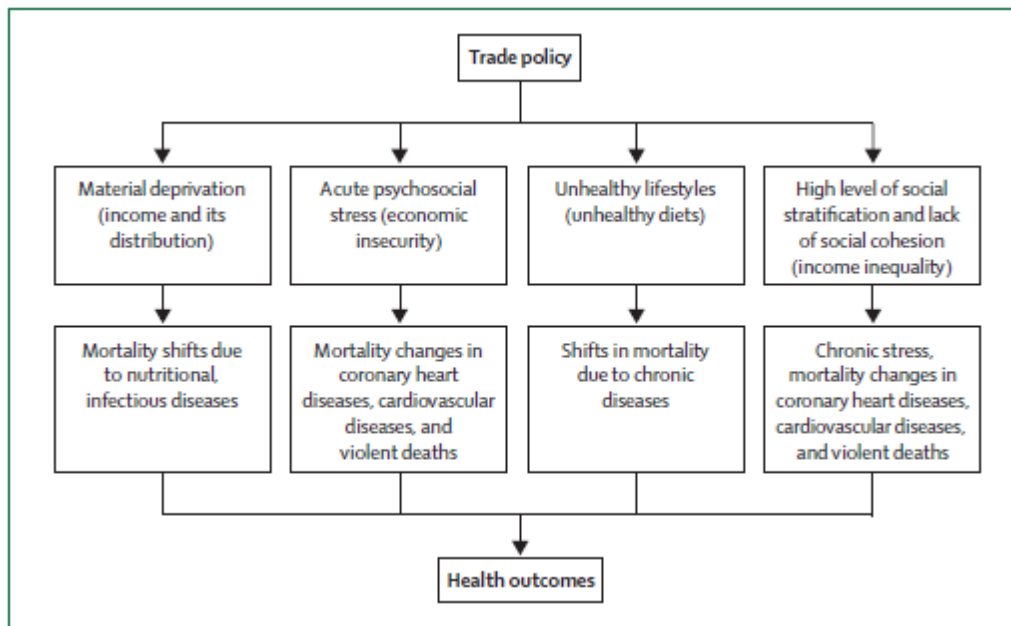 Trade policy
Material deprivation
(income and its
distribution)
Acute psychosocial
stress (economic
insecurity)
Unhealthy lifestyles
(unhealthy diets)
High level of social
stratification and lack
of social cohesion
(income inequality)
Mortality shifts due
to nutritional,
infectious diseases
Mortality changes in
coronary heart
diseases, cardiovascular
diseases, and
violent deaths
Shifts in mortality
due to chronic
diseases
Chronic stress,
mortality changes in
coronary heart diseases,
cardiovascular diseases,
and violent deaths
Health outcomes